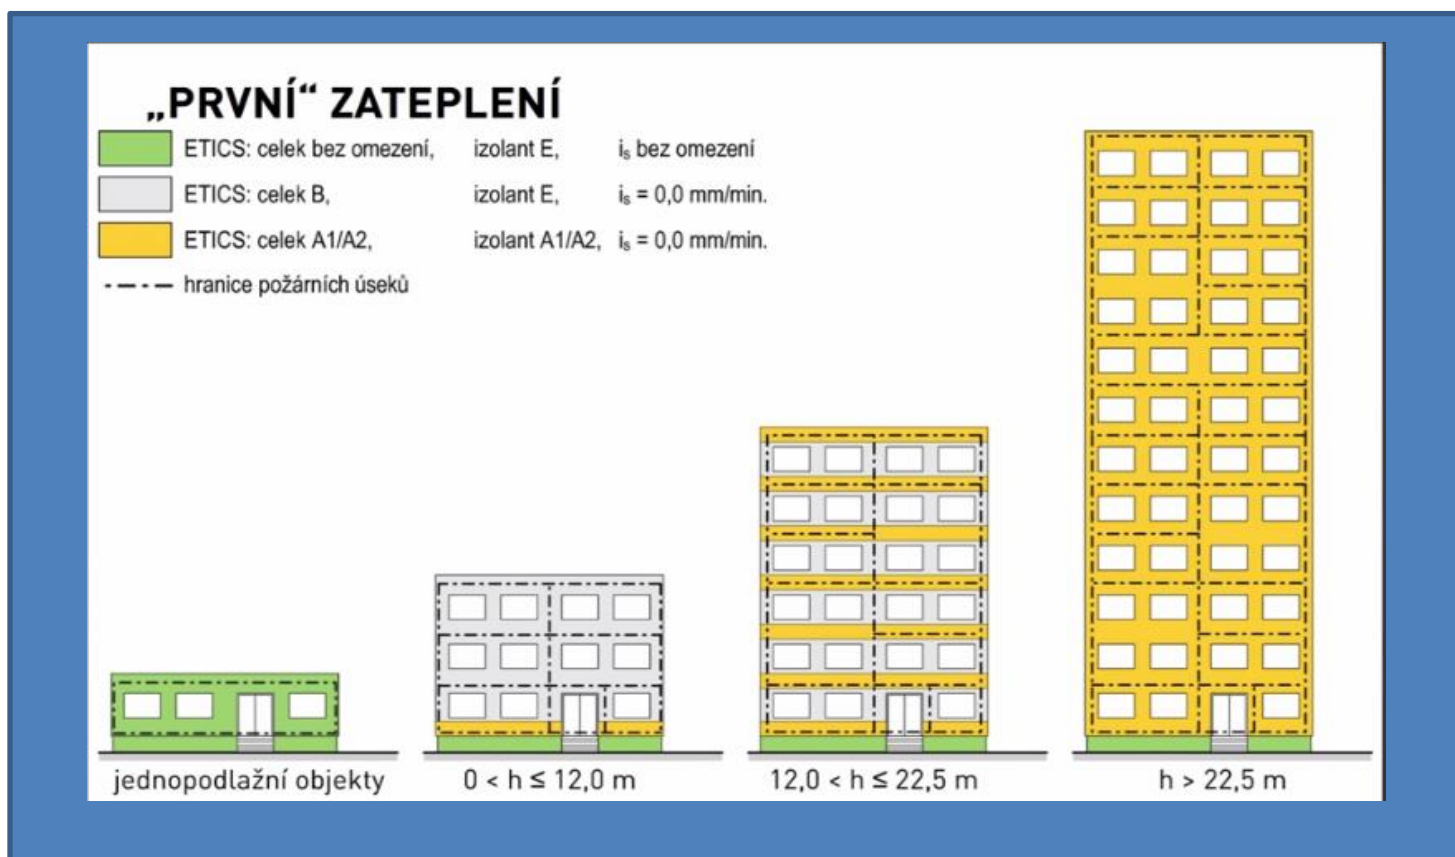 „PRVNÍ“ ZATEPLENÍ
ETICS: celek bez omezení, izolant E, iₛ bez omezení
ETICS: celek B, izolant E, iₛ = 0,0 mm/min.
ETICS: celek A1/A2, izolant A1/A2, iₛ = 0,0 mm/min.
hranice požárních úseků
jednopodlažní objekty
0 < h ≤ 12,0 m
12,0 < h ≤ 22,5 m
h > 22,5 m